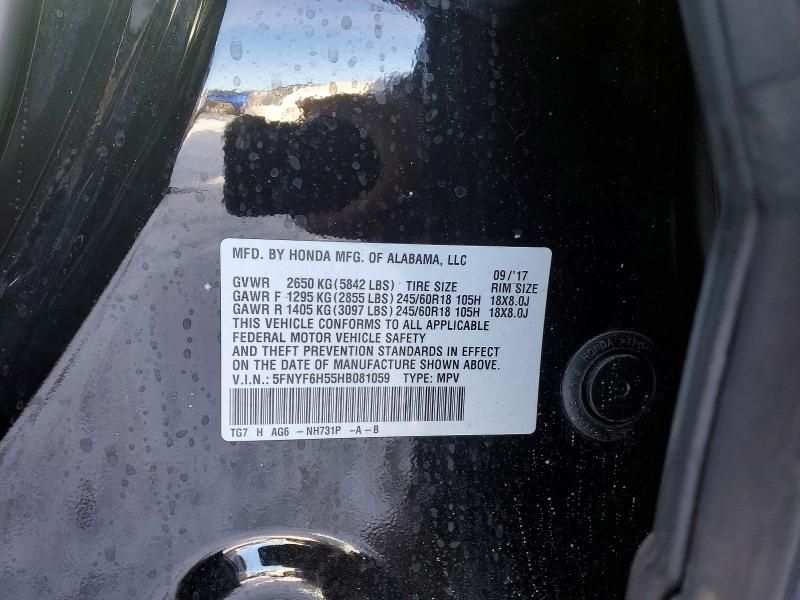 MFD. BY HONDA MFG. OF ALABAMA, LLC
09/'17
GVWR 2650 KG(5842 LBS) TIRE SIZE RIM SIZE
GAWR F 1295 KG(2855 LBS) 245/60R18 105H 18X8.0J
GAWR R 1405 KG(3097 LBS) 245/60R18 105H 18X8.0J
THIS VEHICLE CONFORMS TO ALL APPLICABLE
FEDERAL MOTOR VEHICLE SAFETY
AND THEFT PREVENTION STANDARDS IN EFFECT
ON THE DATE OF MANUFACTURE SHOWN ABOVE.
V.I.N.: 5FNYF6H55HB081059 TYPE: MPV
TG7 H AG6 -NH731P -A-B
HONDA